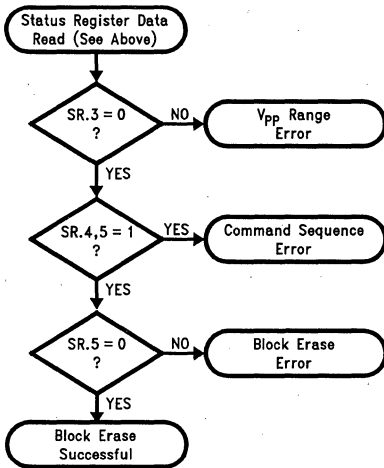 Status Register Data
Read (See Above)
SR.3 = 0
?
NO
VPP Range
Error
YES
SR.4,5 = 1
?
YES
Command Sequence
Error
YES
SR.5 = 0
?
NO
Block Erase
Error
YES
Block Erase
Successful